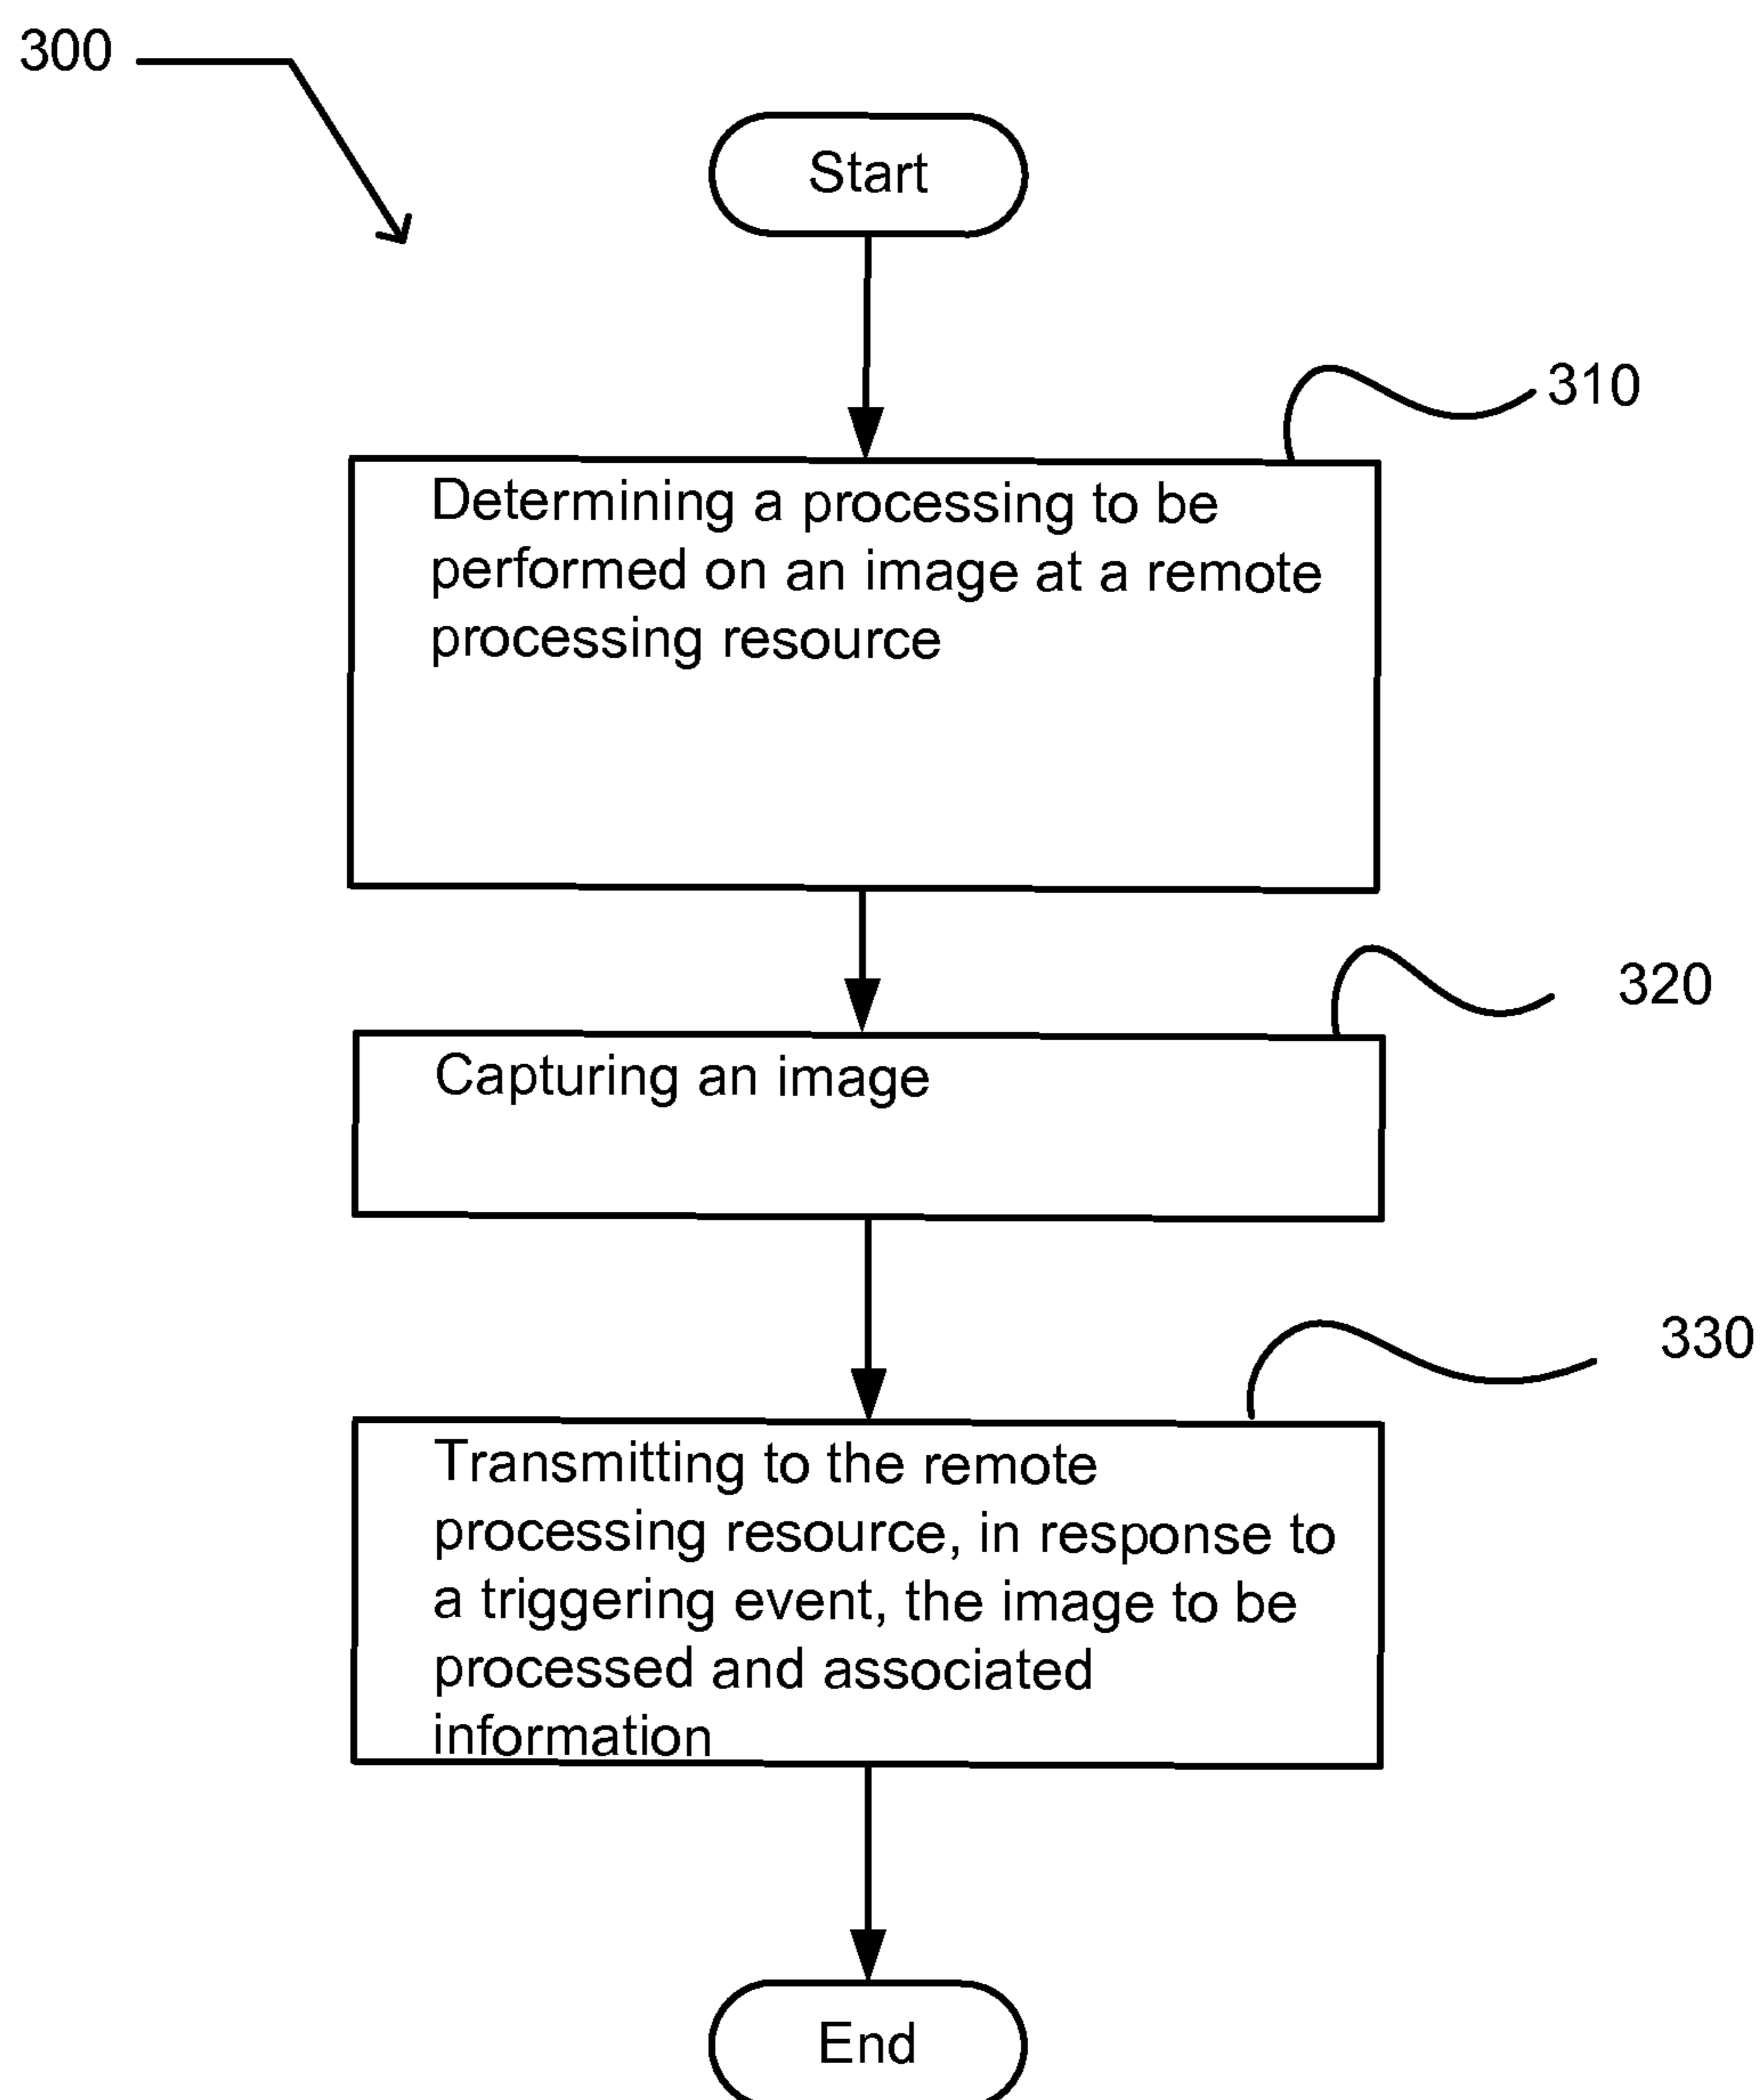 300
Start
310
Determining a processing to be
performed on an image at a remote
processing resource
320
Capturing an image
330
Transmitting to the remote
processing resource, in response to
a triggering event, the image to be
processed and associated
information
End